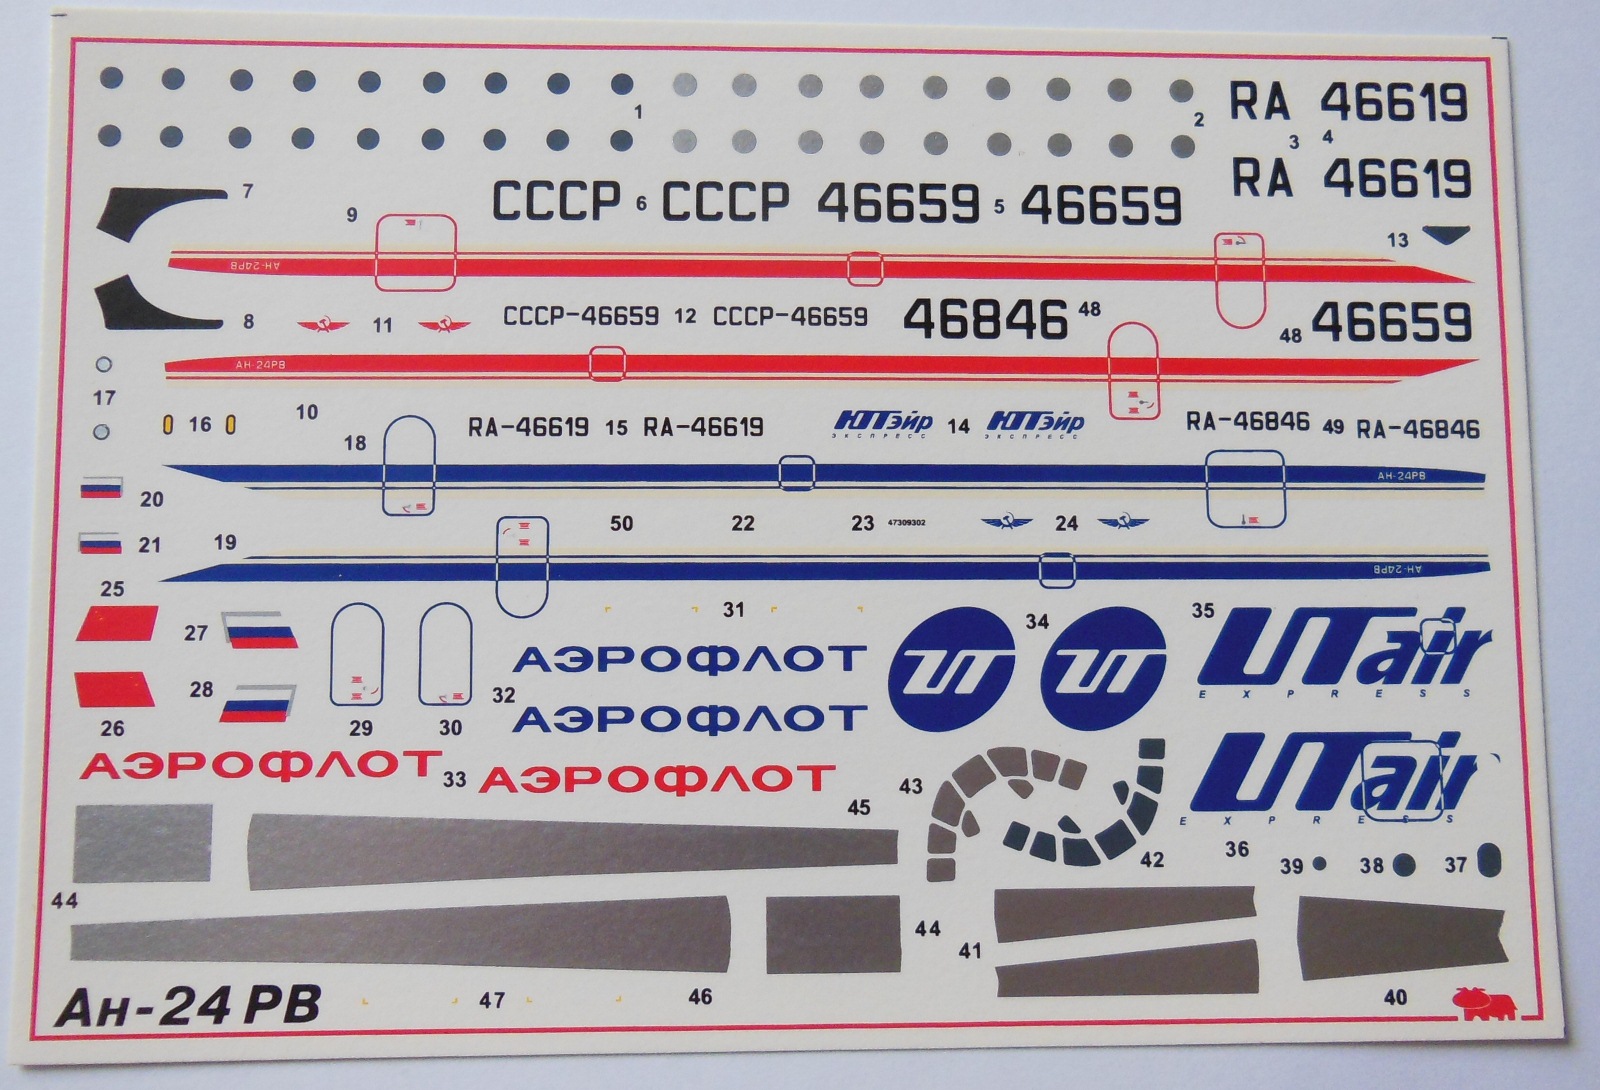 1
2
RA 46619
3
4
RA 46619
7
СССР 6 СССР 46659 5 46659
9
13
АН-24РВ
8
11
СССР-46659 12 СССР-46659
46846 48
48 46659
АН-24РВ
17
16
10
RA-46619 15 RA-46619
ЮТэйр 14 ЮТэйр
ЭКСПРЕСС ЭКСПРЕСС
RA-46846 49 RA-46846
18
АН-24РВ
20
50
22
23
47309302
24
21
19
АН-24РВ
25
31
27
АЭРОФЛОТ
34
35
UTair
EXPRESS
28
32
АЭРОФЛОТ
26
29
30
АЭРОФЛОТ 33 АЭРОФЛОТ
43
UTair
EXPRESS
45
42
36
39
38
37
44
44
41
Ан-24РВ
47
46
40